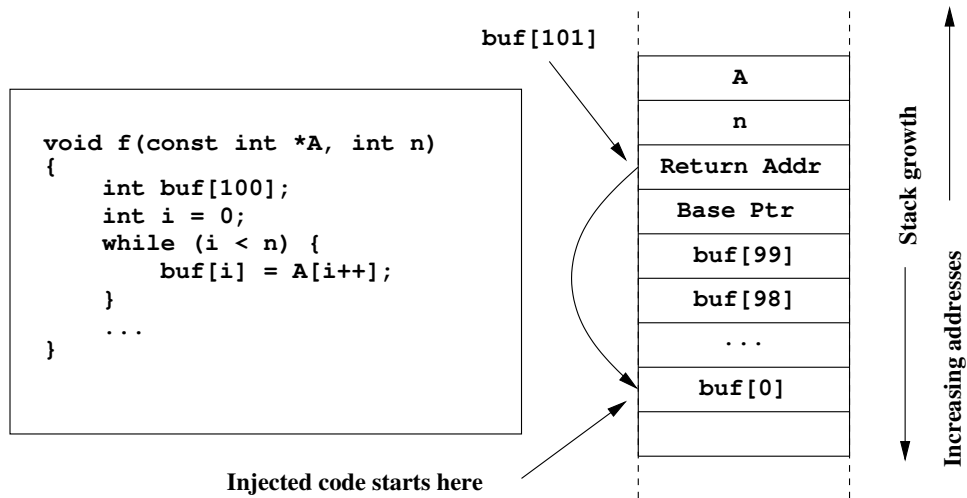 buf[101]
void f(const int *A, int n)
{
    int buf[100];
    int i = 0;
    while (i < n) {
        buf[i] = A[i++];
    }
    ...
}
A
n
Return Addr
Base Ptr
buf[99]
buf[98]
...
buf[0]
Stack growth
Increasing addresses
Injected code starts here